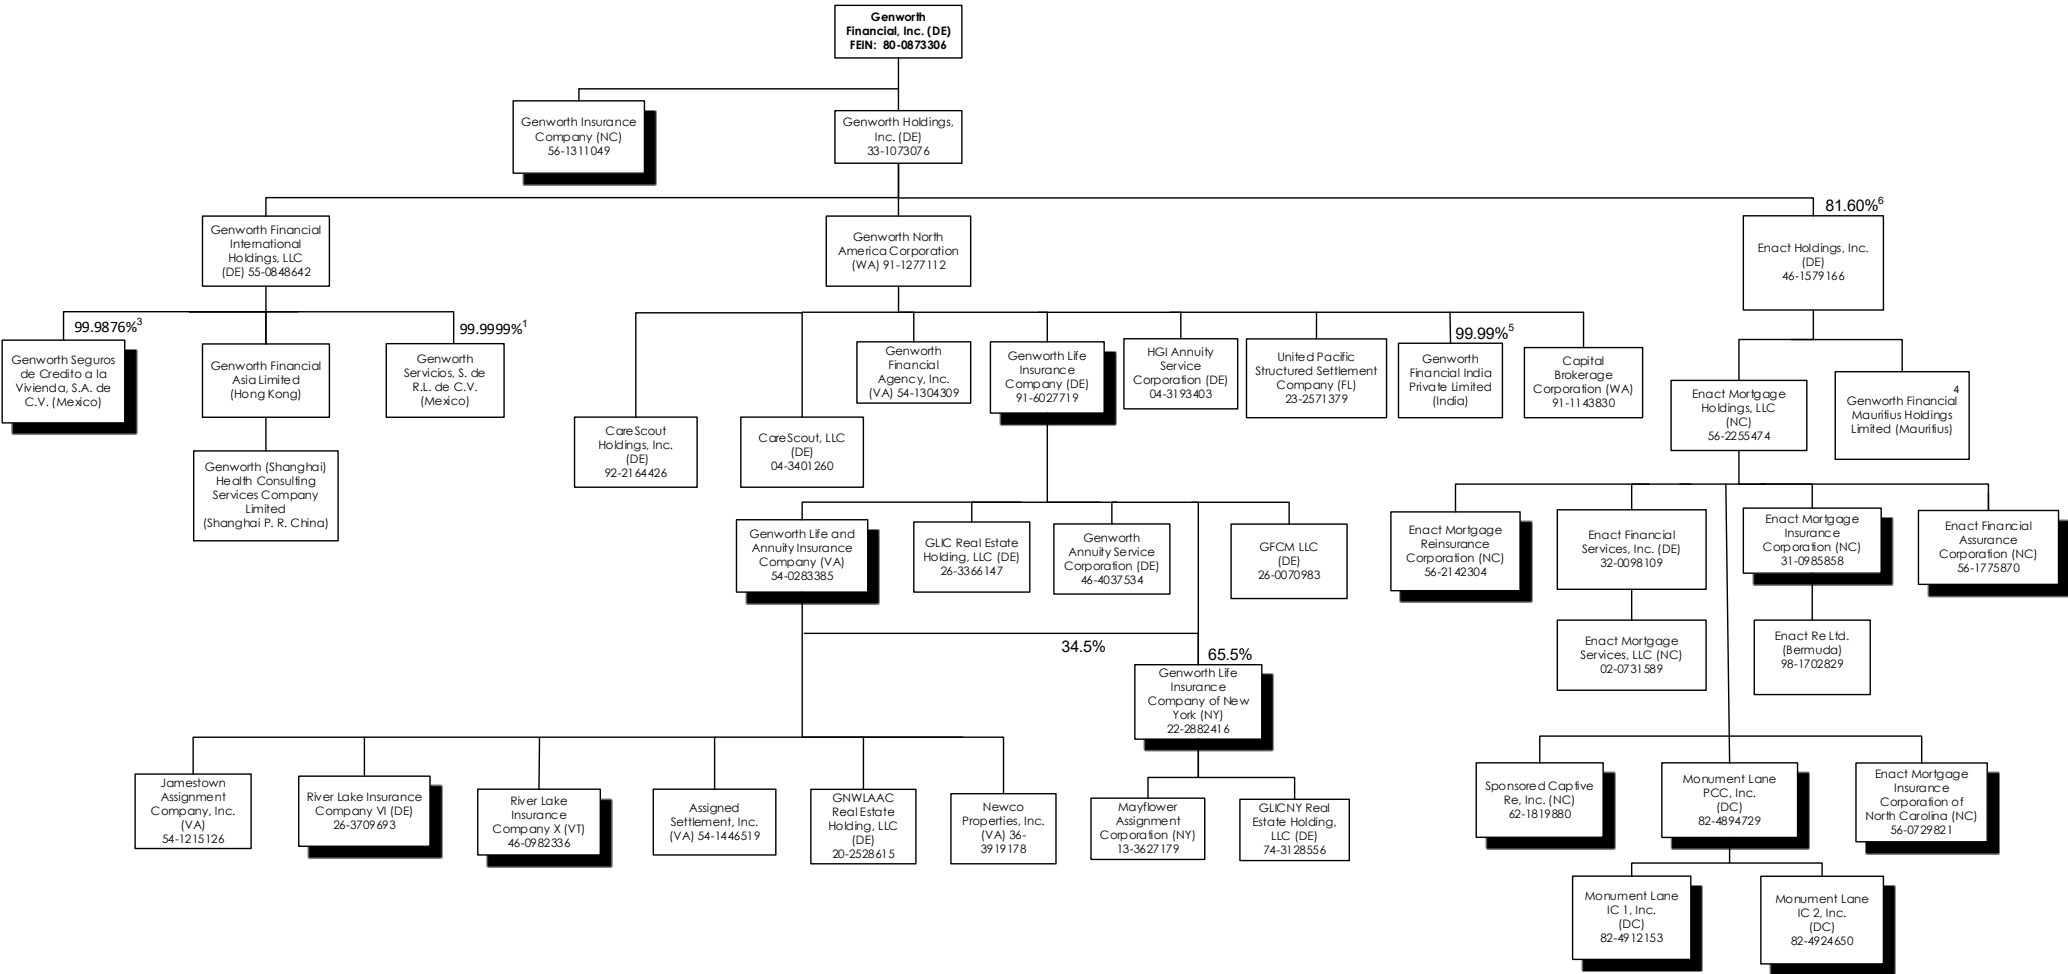 Genworth
Financial, Inc. (DE)
FEIN: 80-0873306
Genworth Insurance
Company (NC)
56-1311049
Genworth Holdings,
Inc. (DE)
33-1073076
Genworth Financial
International
Holdings, LLC
(DE) 55-0848642
Genworth North
America Corporation
(WA) 91-1277112
81.60%6
Enact Holdings, Inc.
(DE)
46-1579166
99.9876%3
Genworth Seguros
de Credito a la
Vivienda, S.A. de
C.V. (Mexico)
Genworth Financial
Asia Limited
(Hong Kong)
99.9999%1
Genworth
Servicios, S. de
R.L. de C.V.
(Mexico)
Genworth (Shanghai)
Health Consulting
Services Company
Limited
(Shanghai P. R. China)
CareScout
Holdings, Inc.
(DE)
92-2164426
CareScout, LLC
(DE)
04-3401260
Genworth
Financial
Agency, Inc.
(VA) 54-1304309
Genworth Life
Insurance
Company (DE)
91-6027719
HGI Annuity
Service
Corporation (DE)
04-3193403
United Pacific
Structured Settlement
Company (FL)
23-2571379
99.99%5
Genworth
Financial India
Private Limited
(India)
Capital
Brokerage
Corporation (WA)
91-1143830
Enact Mortgage
Holdings, LLC
(NC)
56-2255474
4
Genworth Financial
Mauritius Holdings
Limited (Mauritius)
Genworth Life and
Annuity Insurance
Company (VA)
54-0283385
GLIC Real Estate
Holding, LLC (DE)
26-3366147
Genworth
Annuity Service
Corporation (DE)
46-4037534
GFCM LLC
(DE)
26-0070983
Enact Mortgage
Reinsurance
Corporation (NC)
56-2142304
Enact Financial
Services, Inc. (DE)
32-0098109
Enact Mortgage
Insurance
Corporation (NC)
31-0985858
Enact Financial
Assurance
Corporation (NC)
56-1775870
34.5%
65.5%
Genworth Life
Insurance
Company of New
York (NY)
22-2882416
Enact Mortgage
Services, LLC (NC)
02-0731589
Enact Re Ltd.
(Bermuda)
98-1702829
Jamestown
Assignment
Company, Inc.
(VA)
54-1215126
River Lake Insurance
Company VI (DE)
26-3709693
River Lake
Insurance
Company X (VT)
46-0982336
Assigned
Settlement, Inc.
(VA) 54-1446519
GNWLAAC
Real Estate
Holding, LLC
(DE)
20-2528615
Newco
Properties, Inc.
(VA) 36-
3919178
Mayflower
Assignment
Corporation (NY)
13-3627179
GLICNY Real
Estate Holding,
LLC (DE)
74-3128556
Sponsored Captive
Re, Inc. (NC)
62-1819880
Monument Lane
PCC, Inc.
(DC)
82-4894729
Enact Mortgage
Insurance
Corporation of
North Carolina (NC)
56-0729821
Monument Lane
IC 1, Inc.
(DC)
82-4912153
Monument Lane
IC 2, Inc.
(DC)
82-4924650